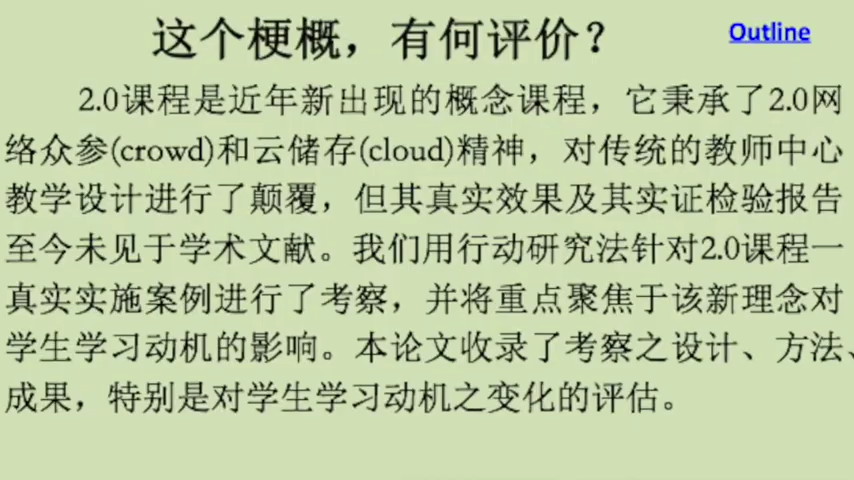 这个梗概，有何评价？
Outline
2.0课程是近年新出现的概念课程，它秉承了2.0网
络众参(crowd)和云储存(cloud)精神，对传统的教师中心
教学设计进行了颠覆，但其真实效果及其实证检验报告
至今未见于学术文献。我们用行动研究法针对2.0课程一
真实实施案例进行了考察，并将重点聚焦于该新理念对
学生学习动机的影响。本论文收录了考察之设计、方法、
成果，特别是对学生学习动机之变化的评估。